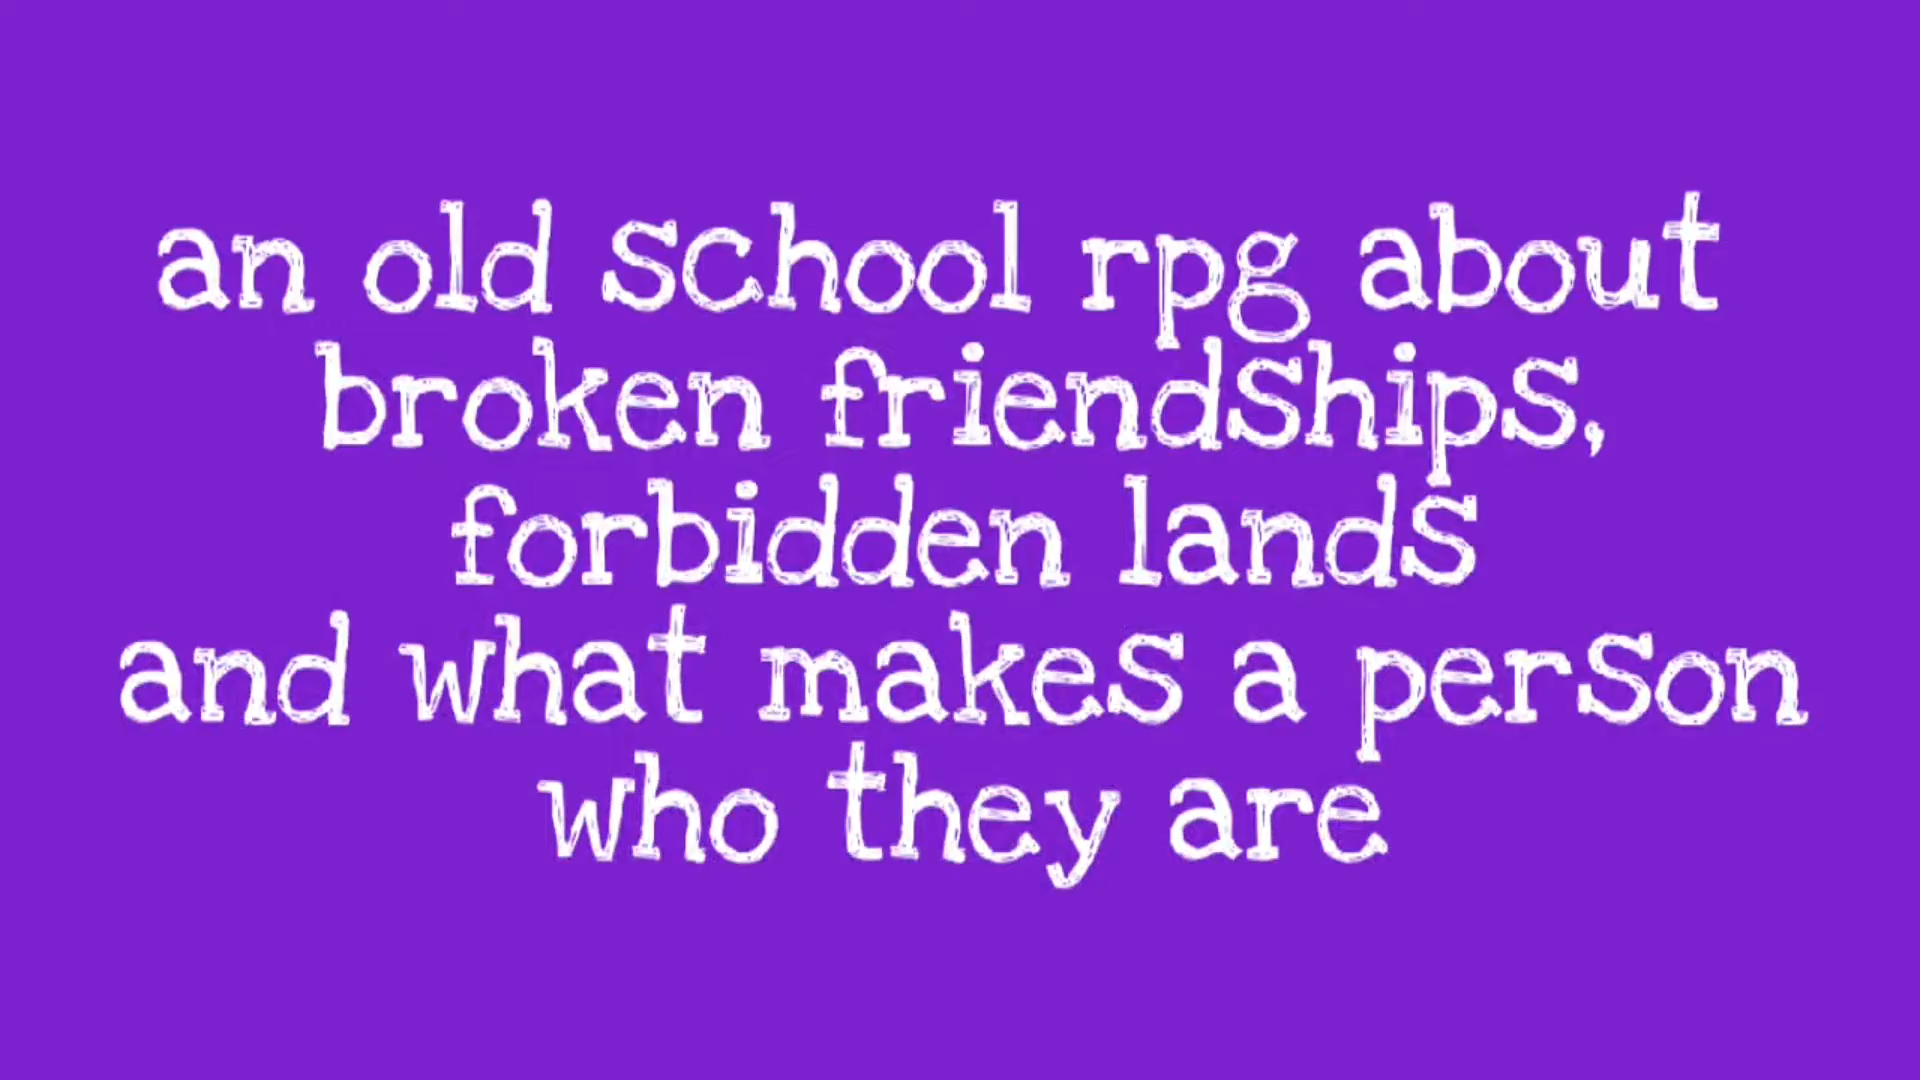 an old school rpg about
broken friendships,
forbidden lands
and what makes a person
who they are